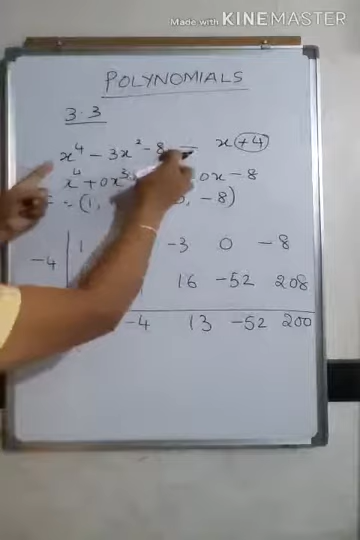 Made with KINEMASTER
POLYNOMIALS
3.3
x⁴ - 3x² - 8 x + 4
x⁴ + 0x³ 0x - 8
(1, , -8)
-4 1 -3 0 -8
16 -52 208
-4 13 -52 200